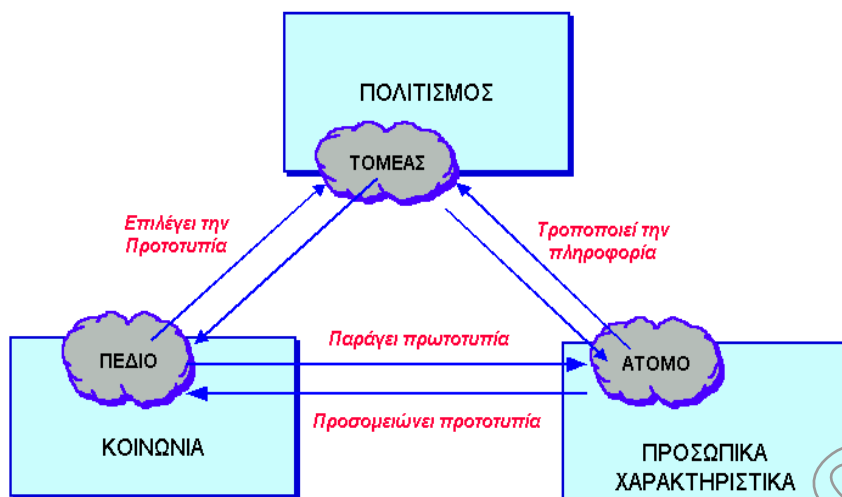 ΠΟΛΙΤΙΣΜΟΣ
ΤΟΜΕΑΣ
Επιλέγει την
Προτοτυπία
Τροποποιεί την
πληροφορία
ΠΕΔΙΟ
Παράγει πρωτοτυπία
ΑΤΟΜΟ
Προσομειώνει προτοτυπία
ΚΟΙΝΩΝΙΑ
ΠΡΟΣΩΠΙΚΑ
ΧΑΡΑΚΤΗΡΙΣΤΙΚΑ